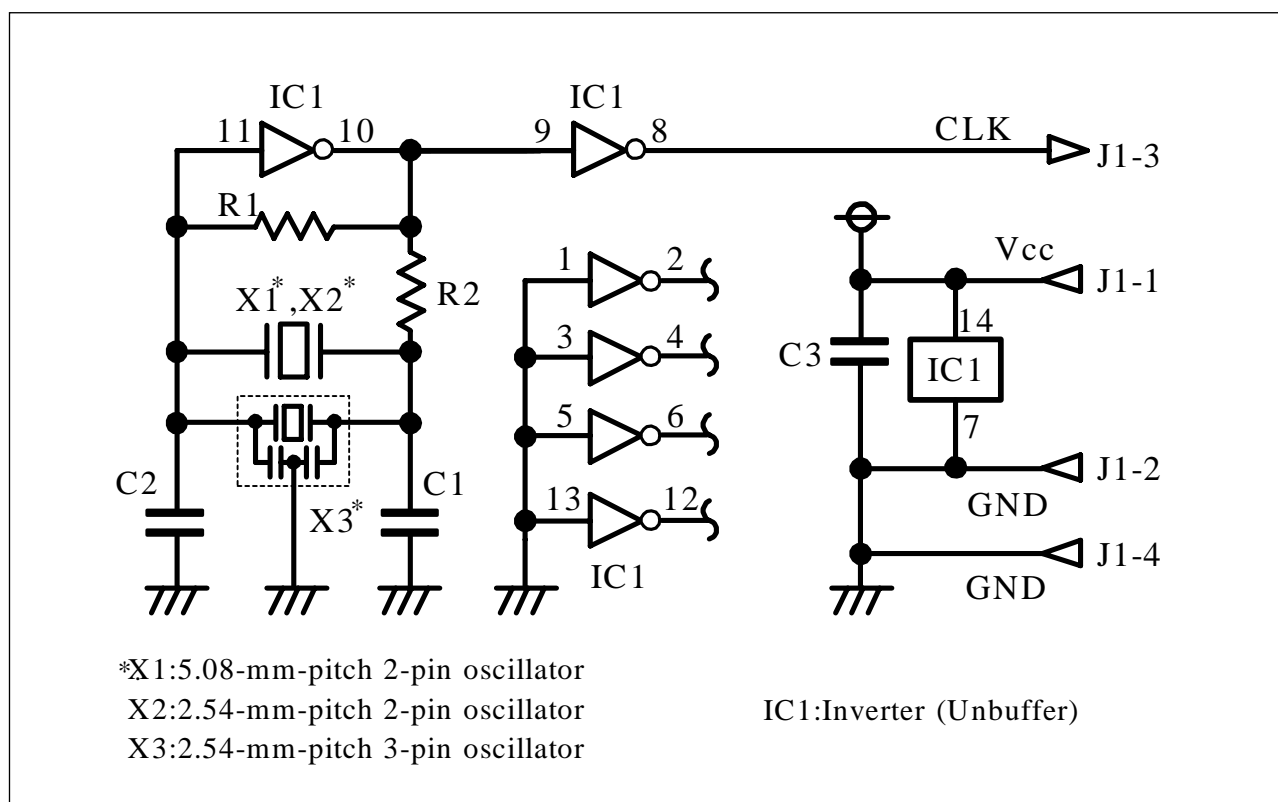 IC1 IC1
11 10 9 8 CLK J1-3
R1
1 2 Vcc J1-1
X1*,X2* R2
3 4 C3 14
IC1
5 6 7
C2 X3* C1 13 12 J1-2
GND
IC1 J1-4
GND
*X1:5.08-mm-pitch 2-pin oscillator
X2:2.54-mm-pitch 2-pin oscillator
X3:2.54-mm-pitch 3-pin oscillator
IC1:Inverter (Unbuffer)